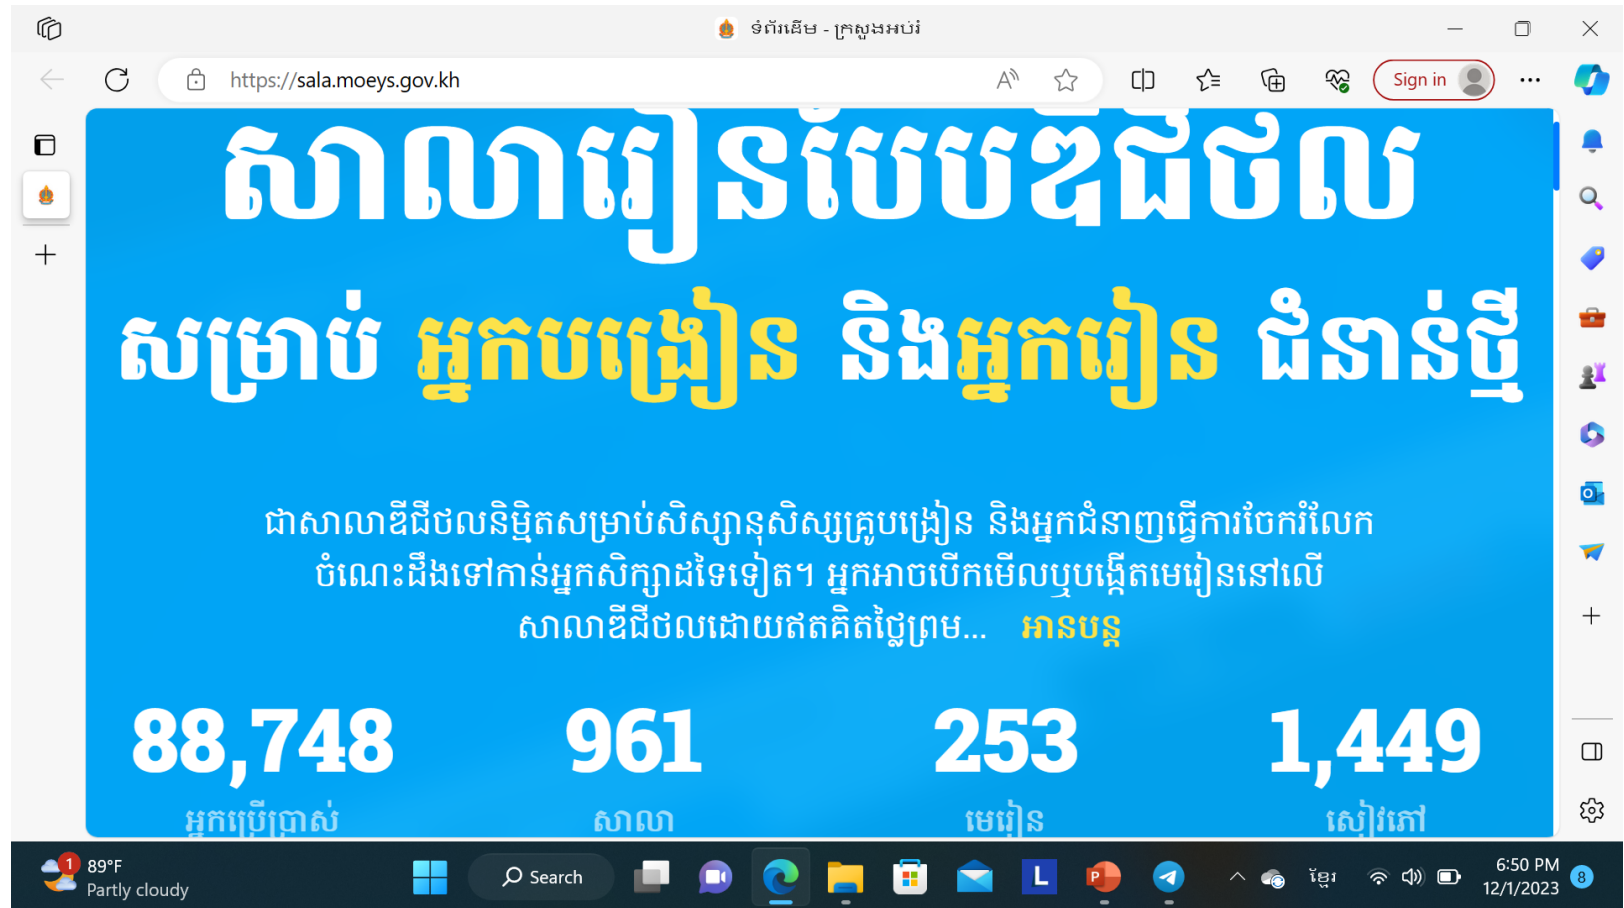 ទំព័រដើម - ក្រសួងអប់រំ
https://sala.moeys.gov.kh
Sign in
សាលារៀនបែបឌីជីថល
សម្រាប់ អ្នកបង្រៀន និងអ្នករៀន ជំនាន់ថ្មី
ជាសាលាឌីជីថលនិម្មិតសម្រាប់សិស្សានុសិស្សគ្រូបង្រៀន និងអ្នកជំនាញធ្វើការចែករំលែក
ចំណេះដឹងទៅកាន់អ្នកសិក្សាដទៃទៀត។ អ្នកអាចបើកមើលឬបង្កើតមេរៀននៅលើ
សាលាឌីជីថលដោយឥតគិតថ្លៃព្រម... អានបន្ត
88,748 961 253 1,449
អ្នកប្រើប្រាស់ សាលា មេរៀន សៀវភៅ
1 89°F
Partly cloudy
Search
L
P
ខ្មែរ
6:50 PM
12/1/2023
8